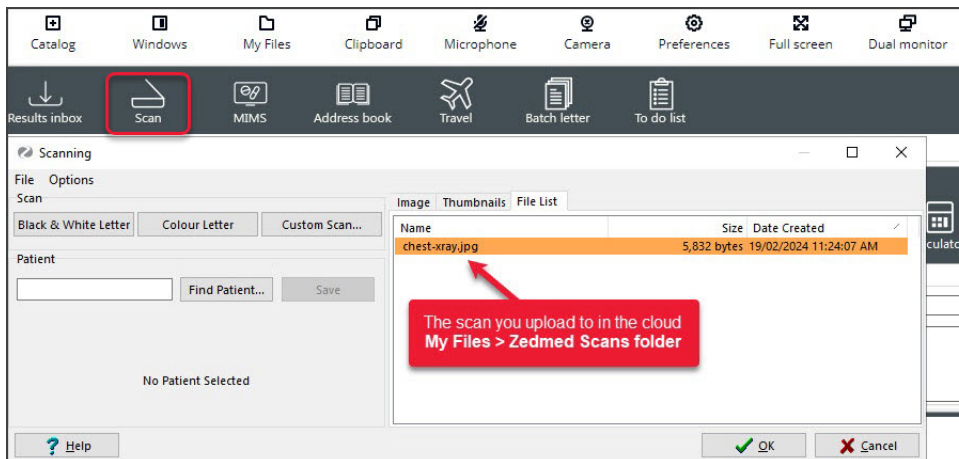 Catalog Windows My Files Clipboard Microphone Camera Preferences Full screen Dual monitor
Results inbox Scan MIMS Address book Travel Batch letter To do list
Scanning
File Options
Scan
Black & White Letter Colour Letter Custom Scan...
Patient
Find Patient... Save
No Patient Selected
Image Thumbnails File List
Name Size Date Created
chest-xray.jpg 5,832 bytes 19/02/2024 11:24:07 AM
The scan you upload to in the cloud
My Files > Zedmed Scans folder
culato
? Help OK Cancel